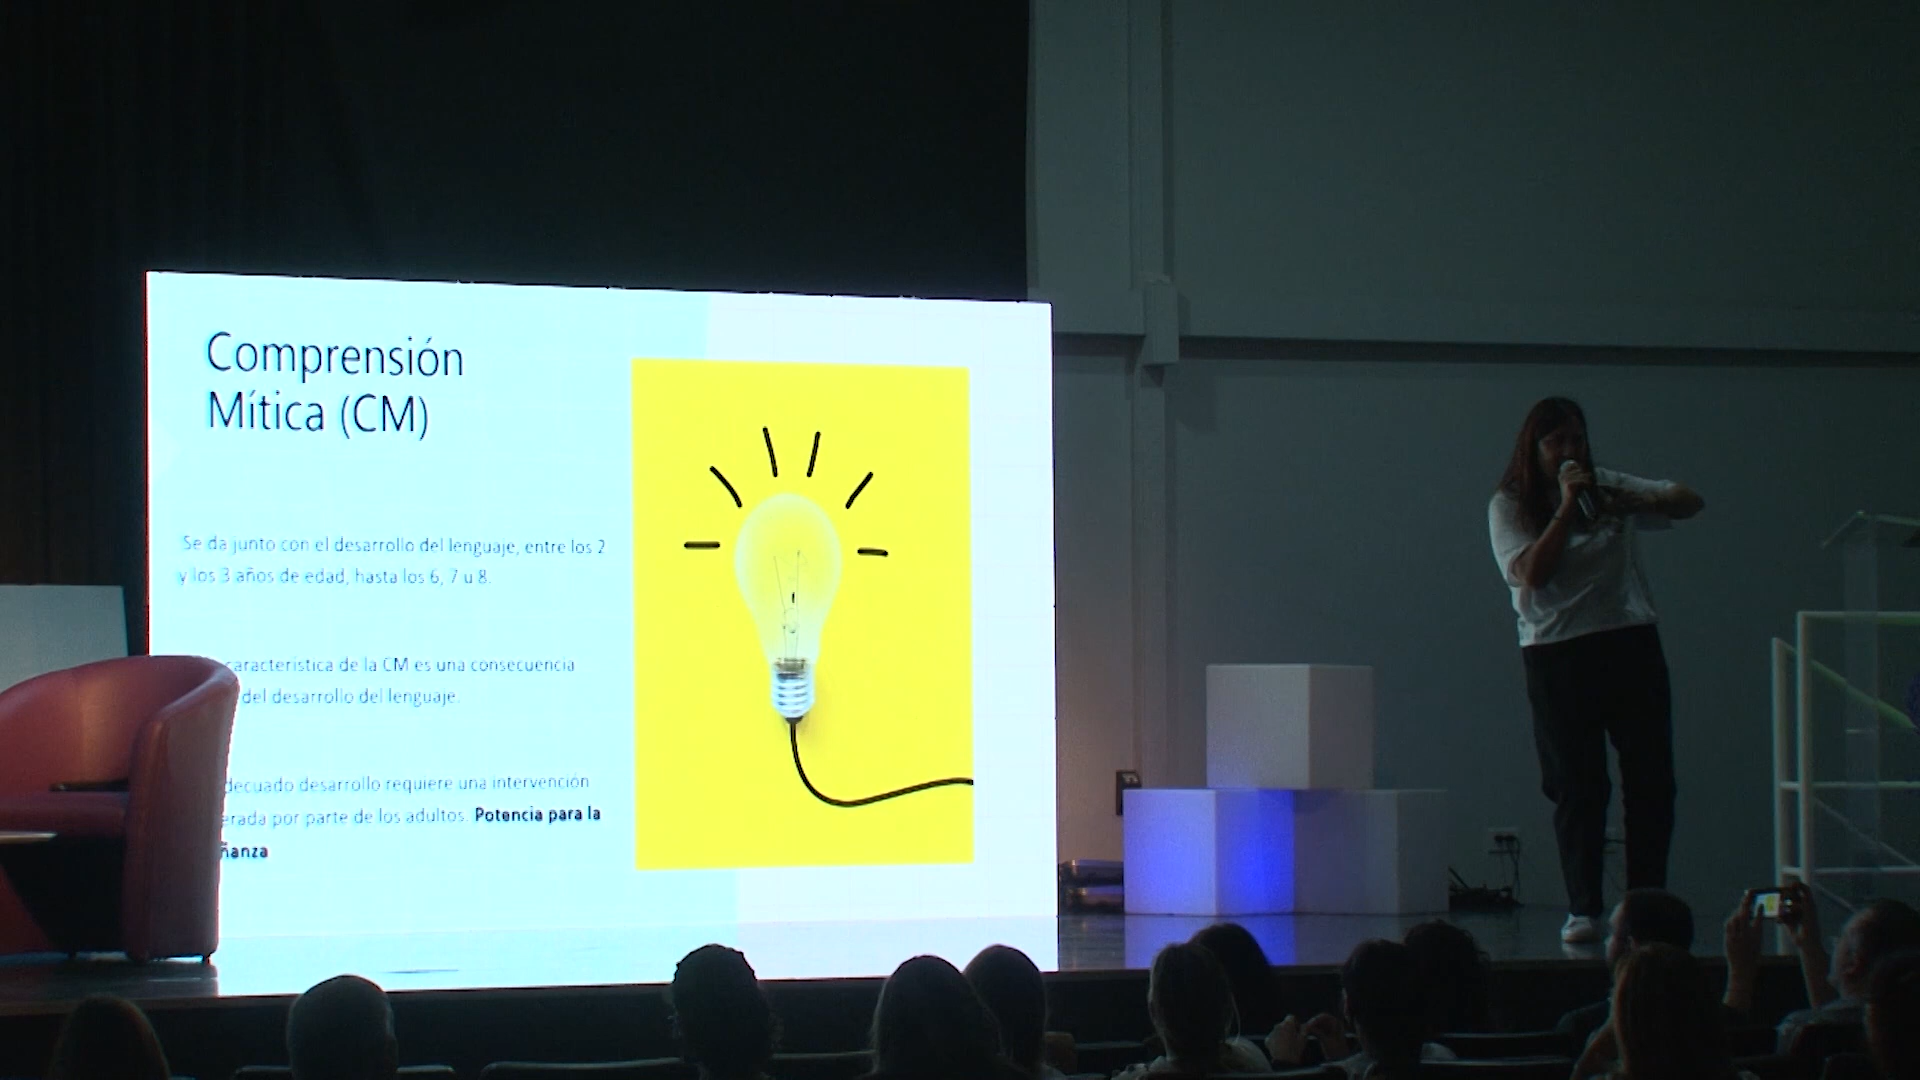 Comprensión
Mítica (CM)
Se da junto con el desarrollo del lenguaje, entre los 2
y los 3 años de edad, hasta los 6, 7 u 8.
característica de la CM es una consecuencia
del desarrollo del lenguaje.
decuado desarrollo requiere una intervención
erada por parte de los adultos. Potencia para la
ñanza